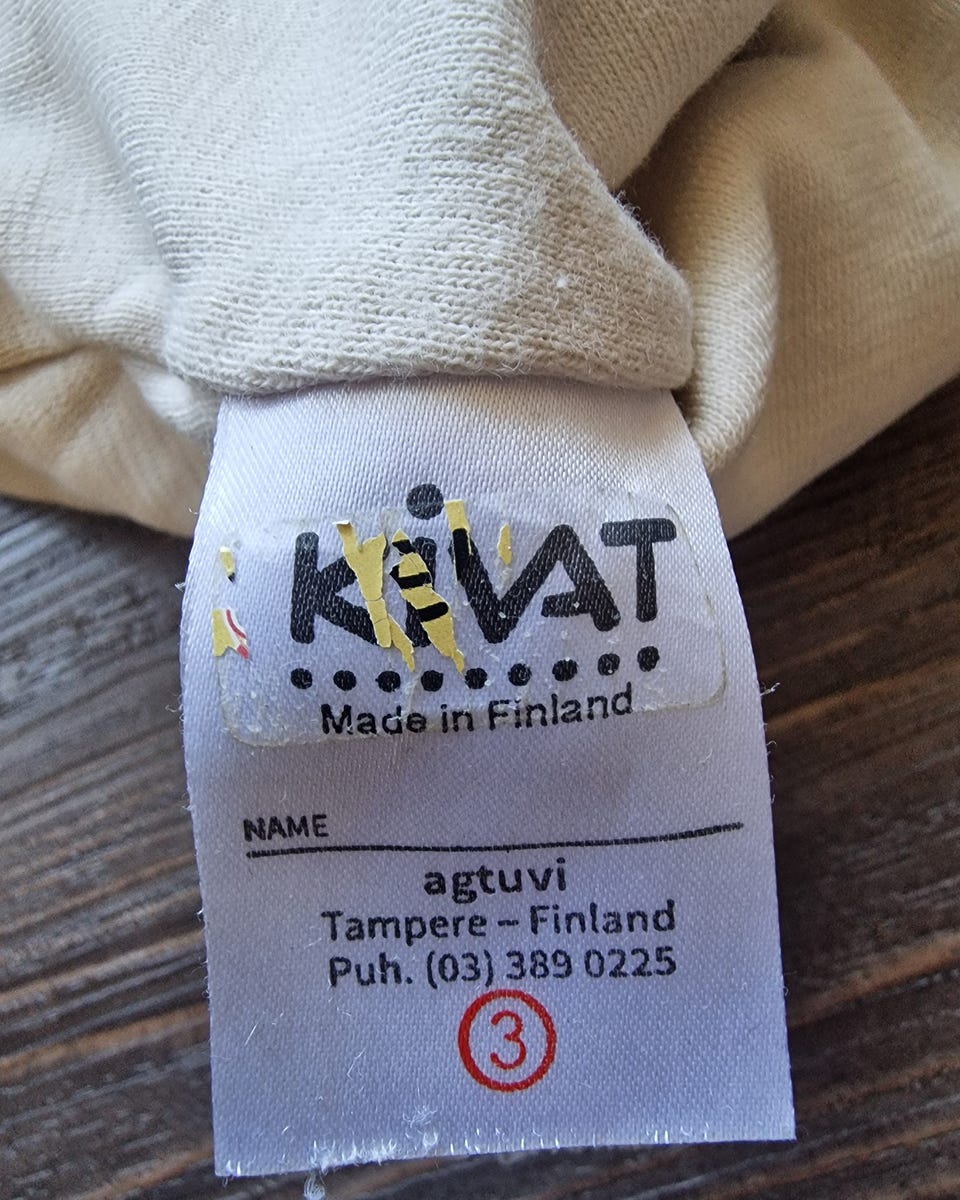 KiVAT
Made in Finland
NAME
agtuvi
Tampere – Finland
Puh. (03) 389 0225
3